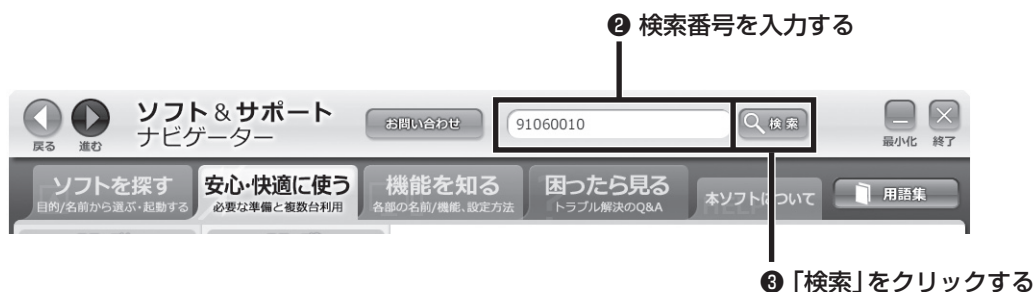 ❷ 検索番号を入力する
戻る
進む
ソフト&サポート
ナビゲーター
お問い合わせ
91060010
検索
最小化
終了
ソフトを探す
目的/名前から選ぶ・起動する
安心・快適に使う
必要な準備と複数台利用
機能を知る
各部の名前/機能、設定方法
困ったら見る
トラブル解決のQ&A
本ソフトについて
用語集
❸「検索」をクリックする